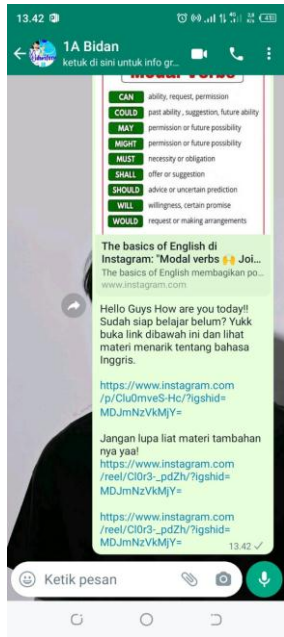 13.42
1A Bidan
ketuk di sini untuk info gr...
Modal Verbs
CAN ability, request, permission
COULD past ability , suggestion, future ability
MAY permission or future possibility
MIGHT permission or future possibility
MUST necessity or obligation
SHALL offer or suggestion
SHOULD advice or uncertain prediction
WILL willingness, certain promise
WOULD request or making arrangements
The basics of English di
Instagram: "Modal verbs 🙌 Joi...
The basics of English membagikan po...
www.instagram.com
Hello Guys How are you today!!
Sudah siap belajar belum? Yukk
buka link dibawah ini dan lihat
materi menarik tentang bahasa
Inggris.
https://www.instagram.com
/p/Clu0mveS-Hc/?igshid=
MDJmNzVkMjY=
Jangan lupa liat materi tambahan
nya yaa!
https://www.instagram.com
/reel/Cl0r3-_pdZh/?igshid=
MDJmNzVkMjY=
https://www.instagram.com
/reel/Cl0r3-_pdZh/?igshid=
MDJmNzVkMjY=
13.42
Ketik pesan